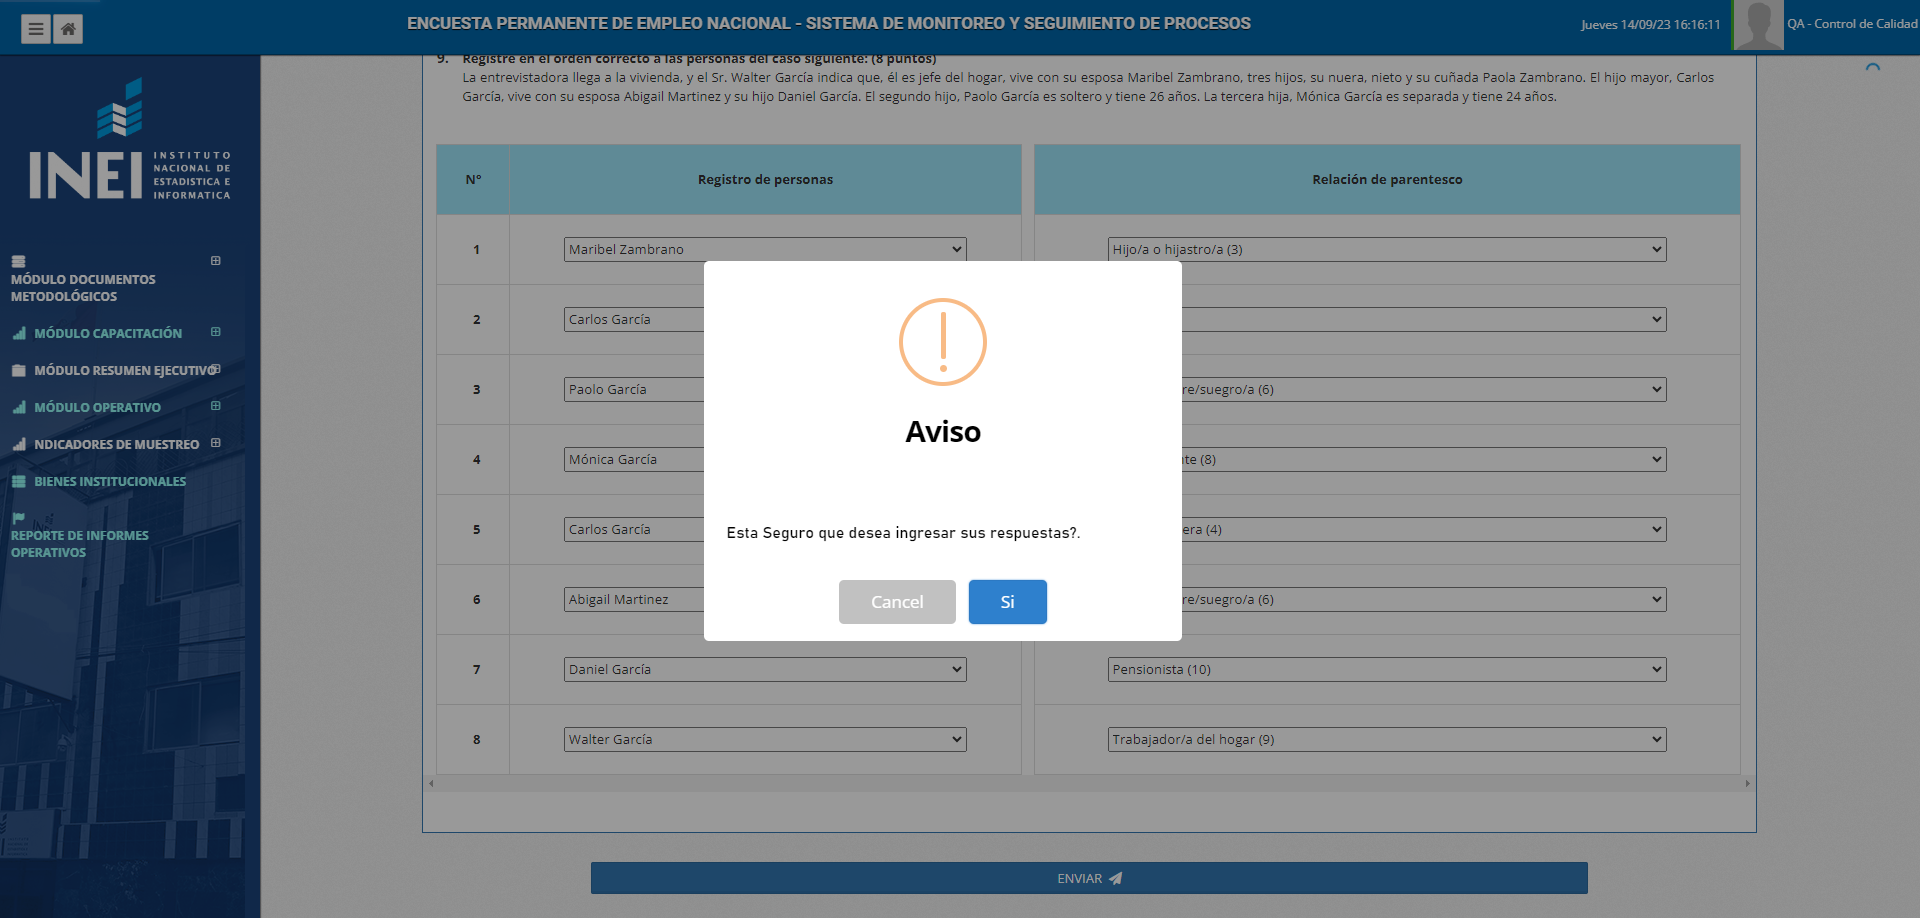 ENCUESTA PERMANENTE DE EMPLEO NACIONAL - SISTEMA DE MONITOREO Y SEGUIMIENTO DE PROCESOS
Jueves 14/09/23 16:16:11
QA - Control de Calidad
INEI
INSTITUTO
NACIONAL DE
ESTADISTICA E
INFORMATICA
MÓDULO DOCUMENTOS
METODOLÓGICOS
MÓDULO CAPACITACIÓN
MÓDULO RESUMEN EJECUTIVO
MÓDULO OPERATIVO
NDICADORES DE MUESTREO
BIENES INSTITUCIONALES
REPORTE DE INFORMES
OPERATIVOS
9. Registre en el orden correcto a las personas del caso siguiente: (8 puntos)
La entrevistadora llega a la vivienda, y el Sr. Walter García indica que, él es jefe del hogar, vive con su esposa Maribel Zambrano, tres hijos, su nuera, nieto y su cuñada Paola Zambrano. El hijo mayor, Carlos
García, vive con su esposa Abigail Martinez y su hijo Daniel García. El segundo hijo, Paolo García es soltero y tiene 26 años. La tercera hija, Mónica García es separada y tiene 24 años.
N° Registro de personas Relación de parentesco
1 Maribel Zambrano Hijo/a o hijastro/a (3)
2 Carlos García
3 Paolo García re/suegro/a (6)
4 Mónica García te (8)
5 Carlos García era (4)
6 Abigail Martinez re/suegro/a (6)
7 Daniel García Pensionista (10)
8 Walter García Trabajador/a del hogar (9)
Aviso
Esta Seguro que desea ingresar sus respuestas?.
Cancel Si
ENVIAR